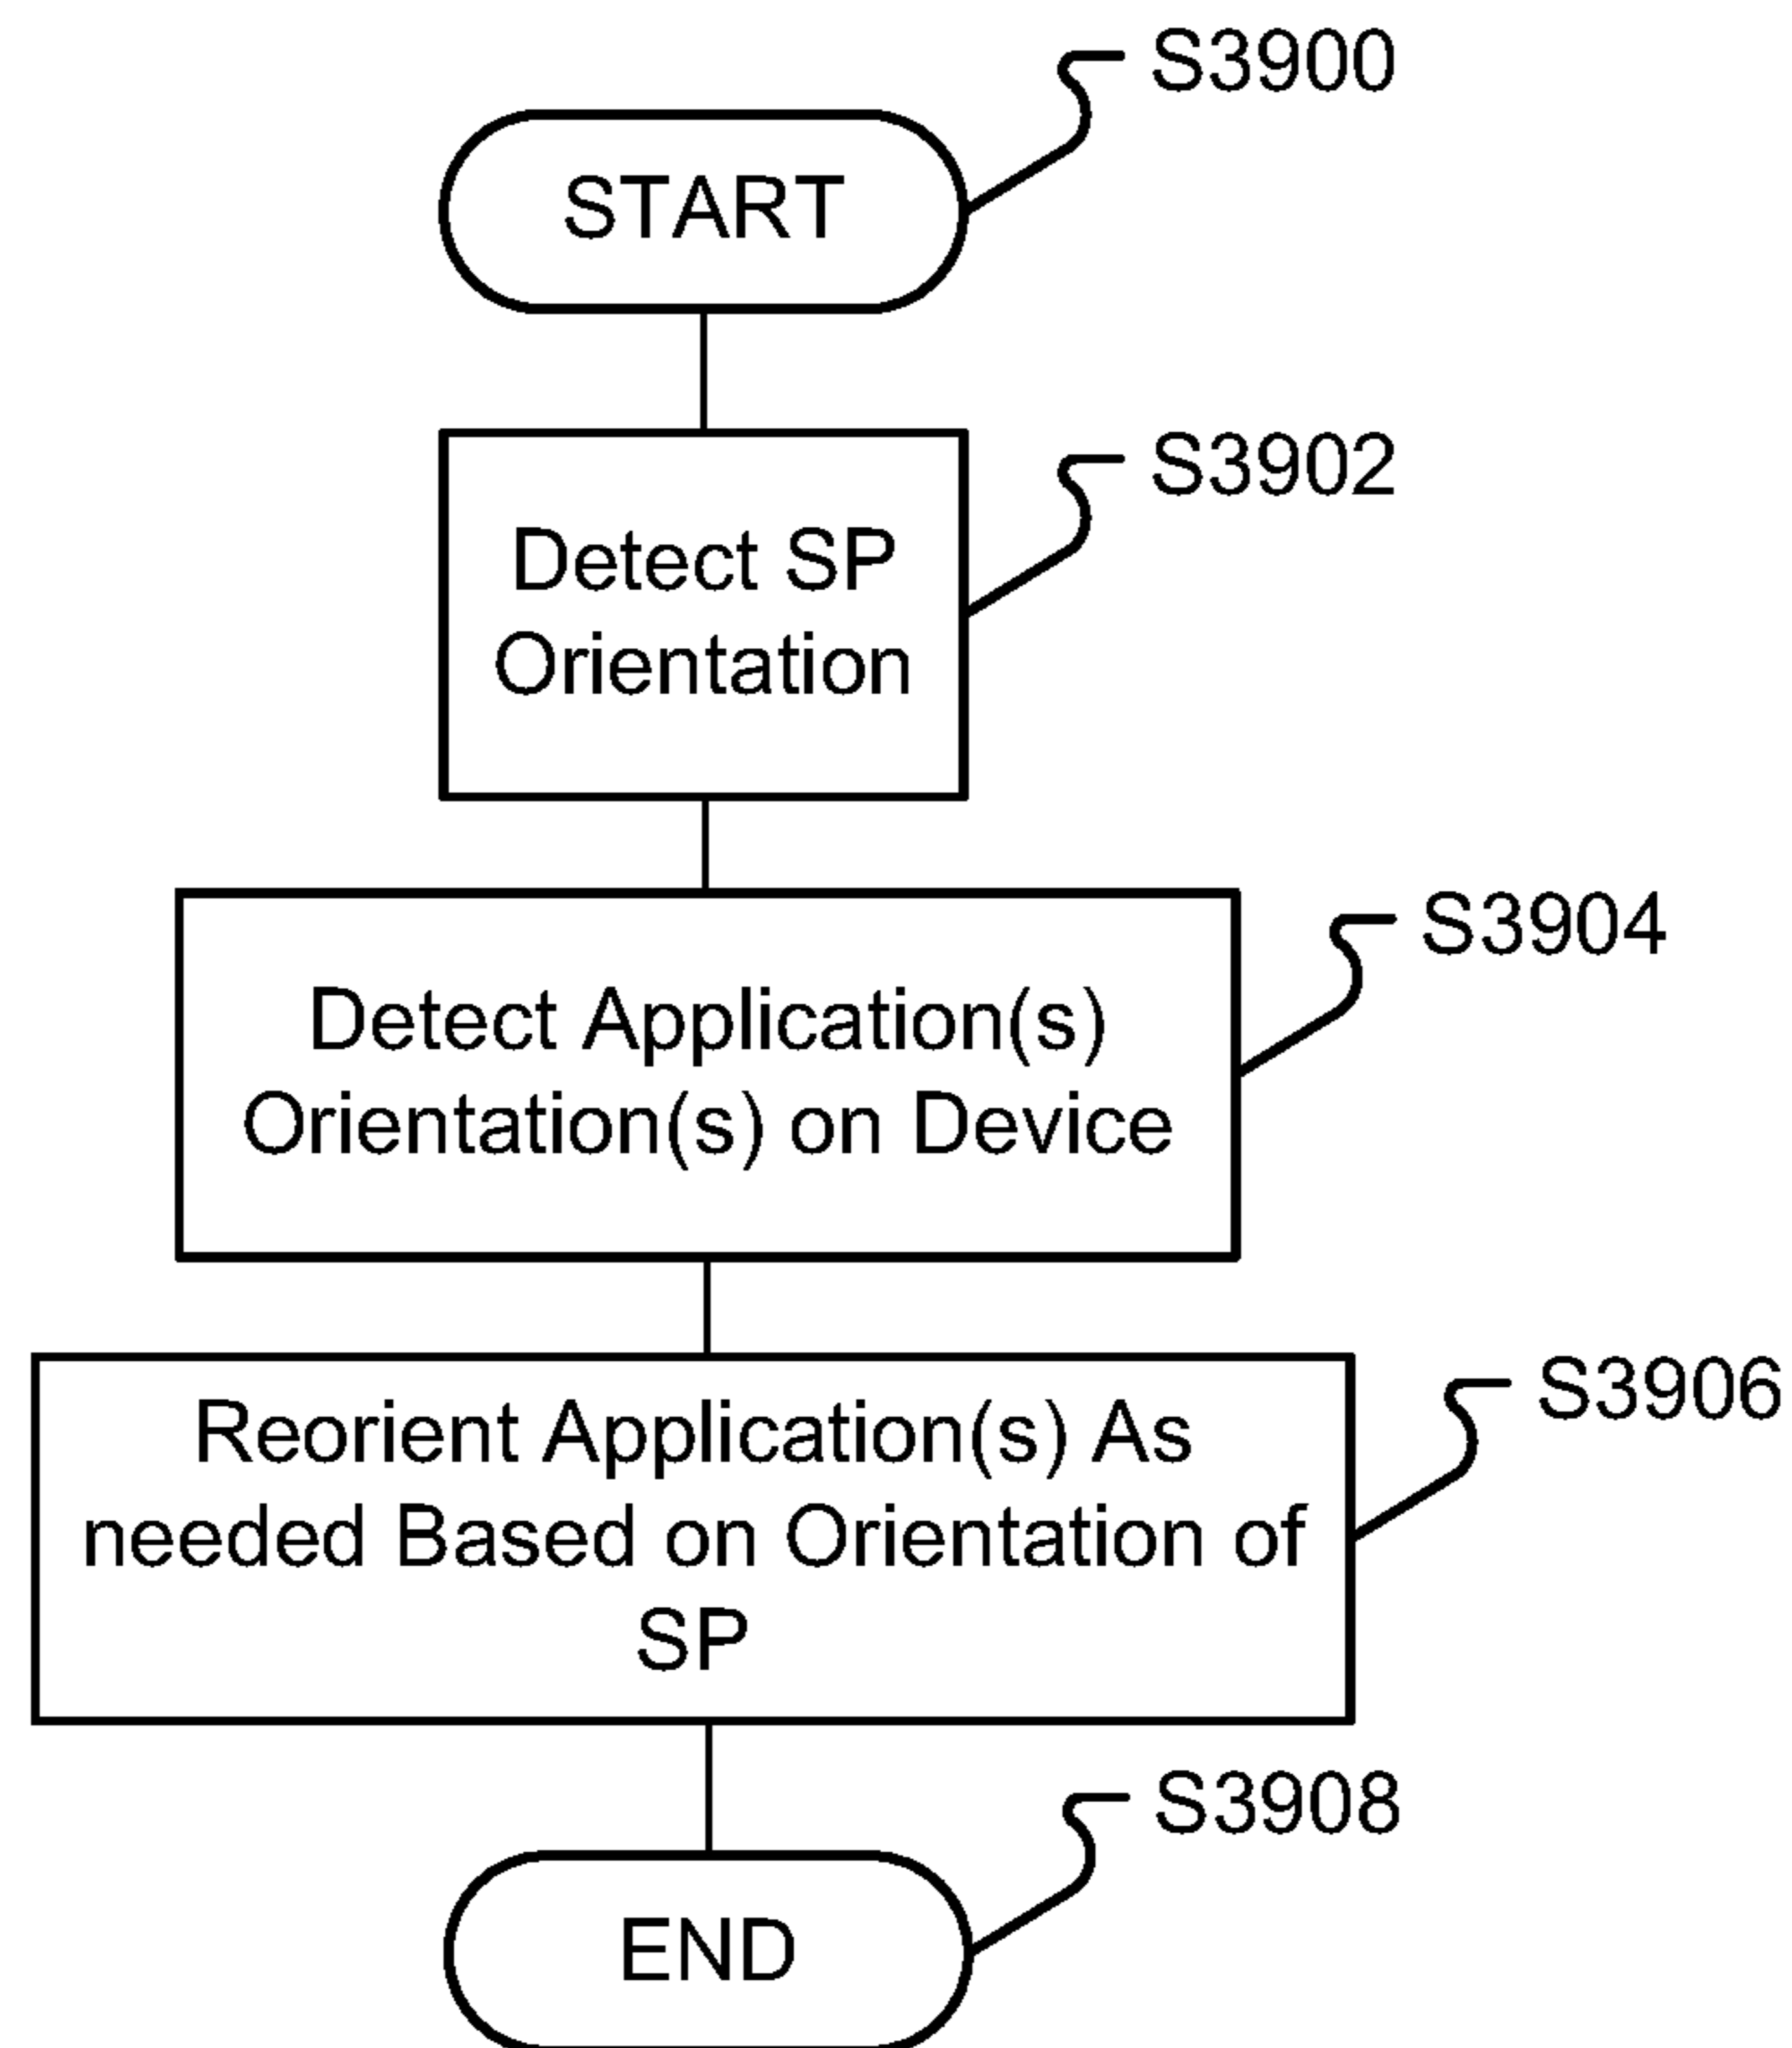 S3900
START
S3902
Detect SP
Orientation
S3904
Detect Application(s)
Orientation(s) on Device
S3906
Reorient Application(s) As
needed Based on Orientation of
SP
S3908
END